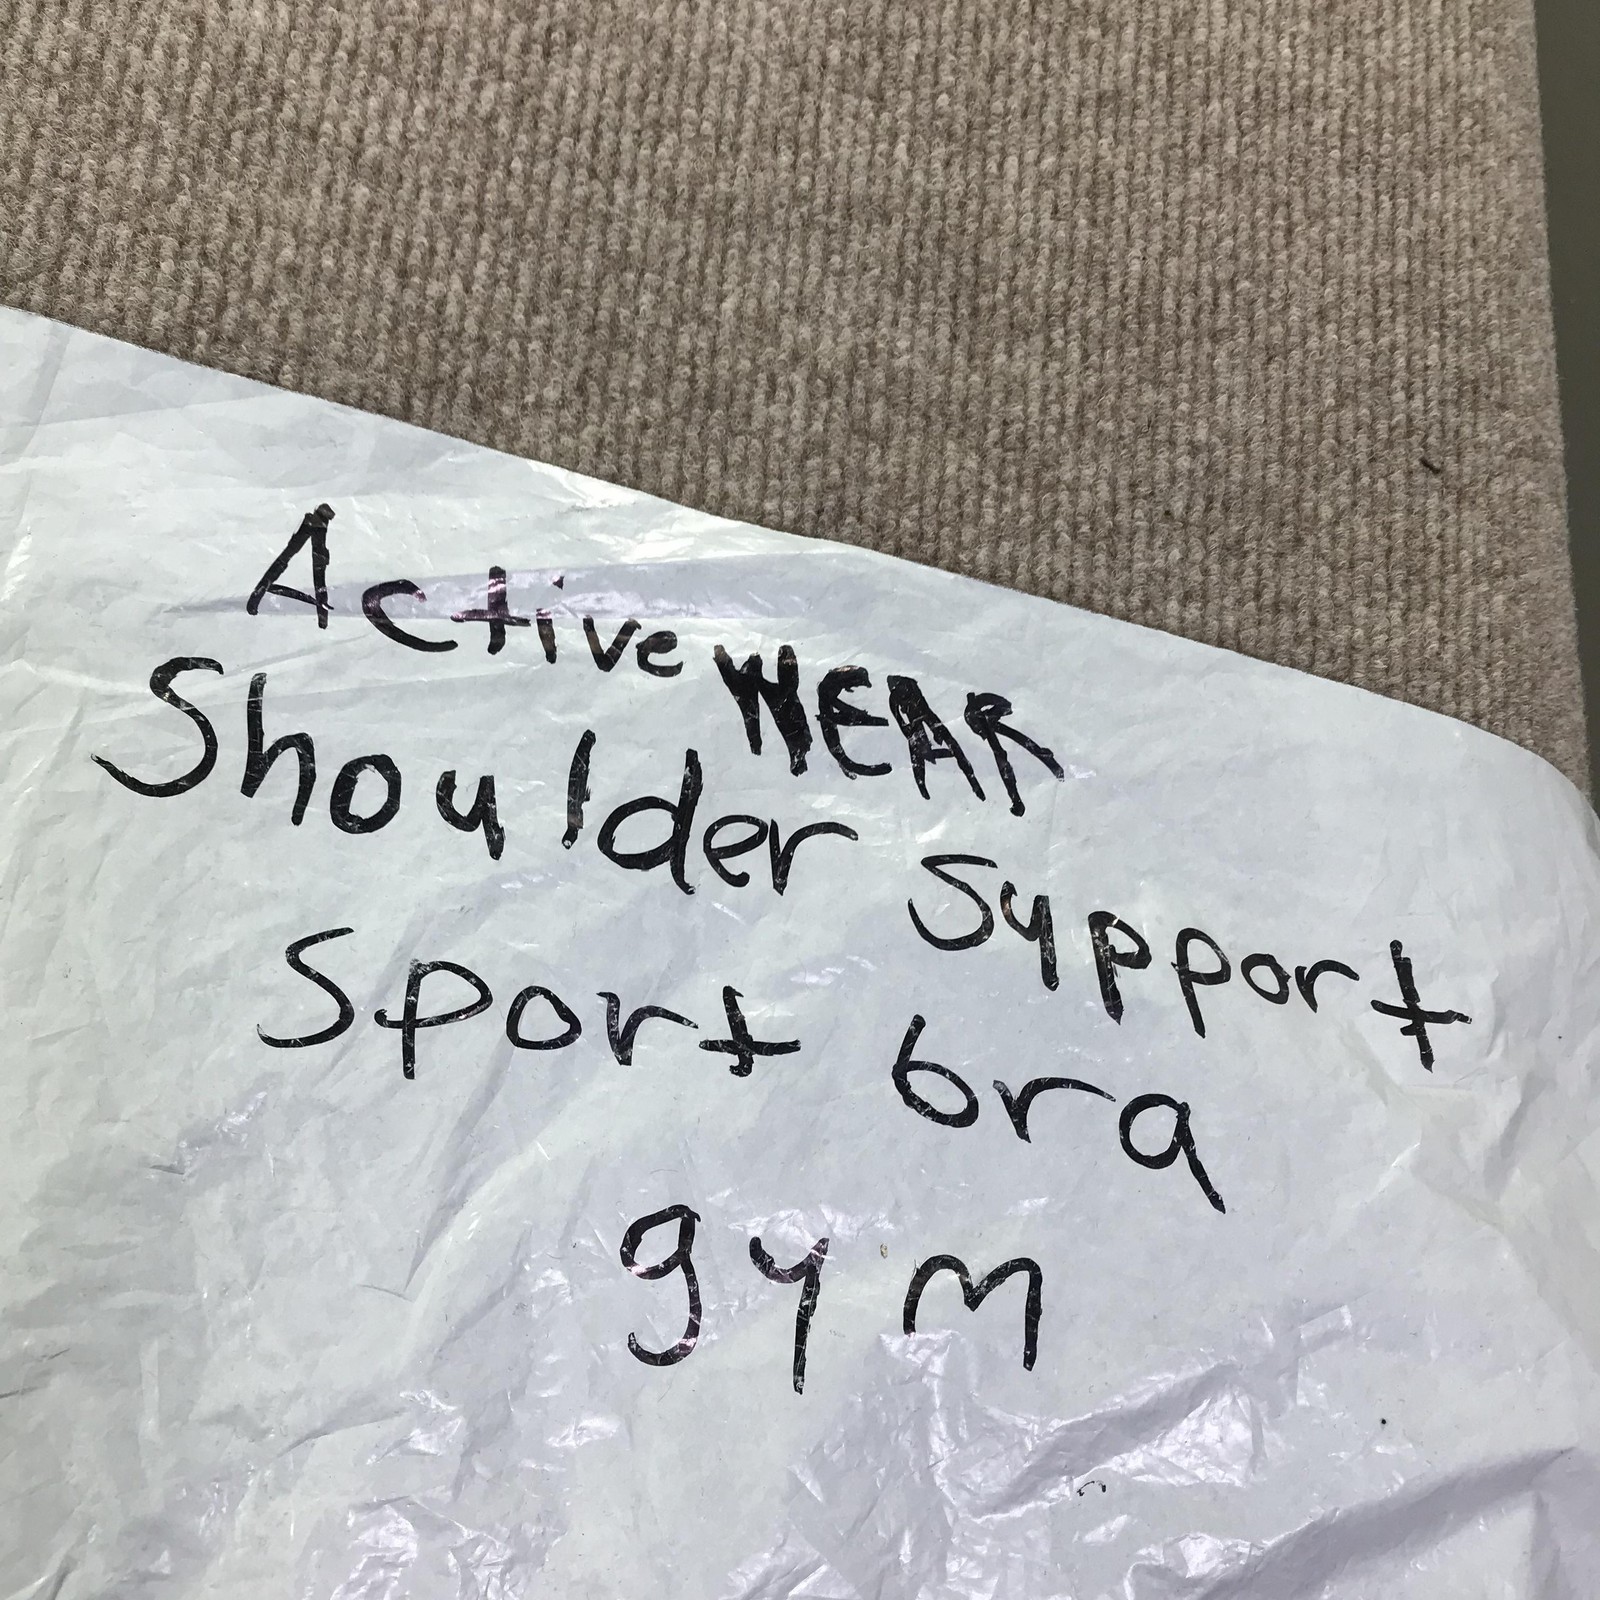 Active WEAR
Shoulder Support
Sport bra
gym